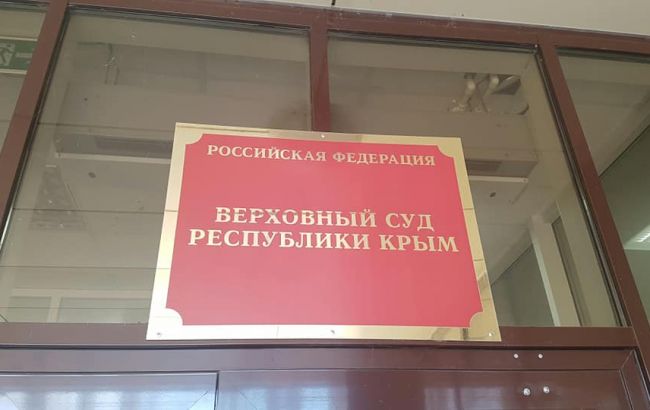 РОССИЙСКАЯ ФЕДЕРАЦИЯ
ВЕРХОВНЫЙ СУД
РЕСПУБЛИКИ КРЫМ